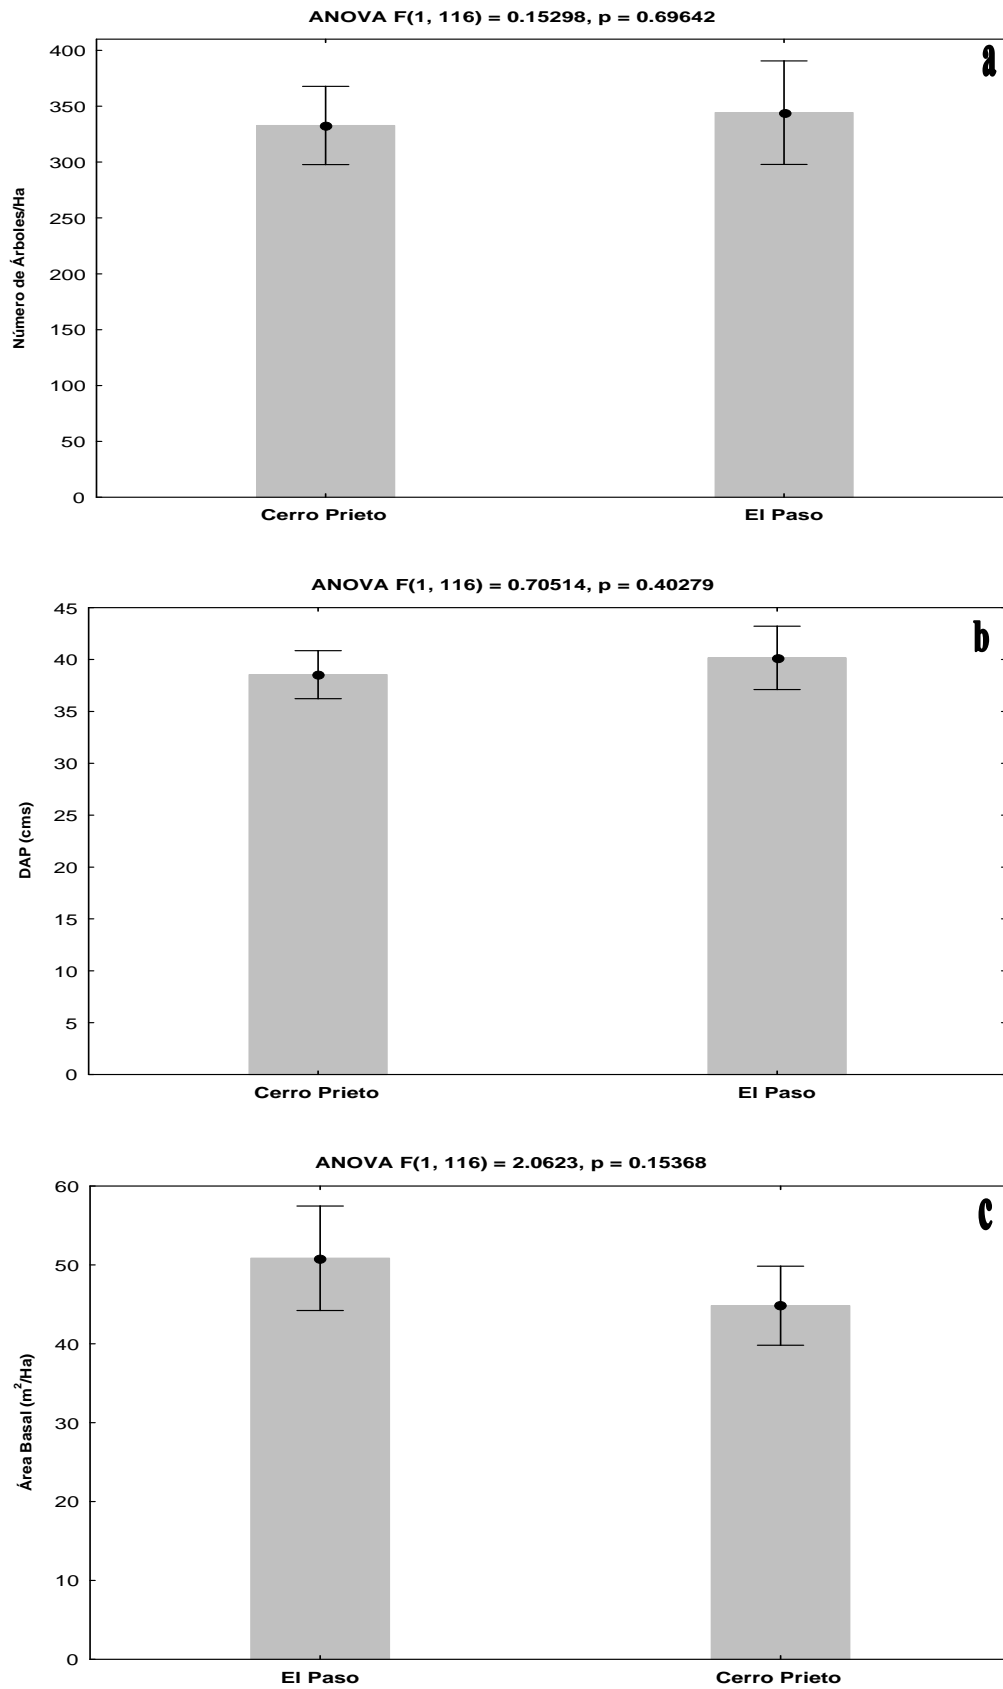 ANOVA F(1, 116) = 0.15298, p = 0.69642
a
400
350
300
250
200
150
100
50
0
Número de Árboles/Ha
Cerro Prieto El Paso
ANOVA F(1, 116) = 0.70514, p = 0.40279
b
45
40
35
30
25
20
15
10
5
0
DAP (cms)
Cerro Prieto El Paso
ANOVA F(1, 116) = 2.0623, p = 0.15368
c
60
50
40
30
20
10
0
Área Basal (m²/Ha)
El Paso Cerro Prieto